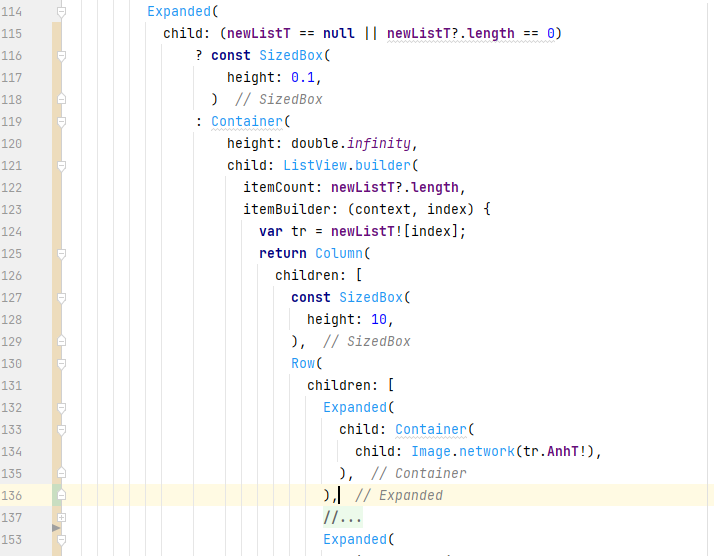 114 Expanded(
115 child: (newListT == null || newListT?.length == 0)
116 ? const SizedBox(
117 height: 0.1,
118 ) // SizedBox
119 : Container(
120 height: double.infinity,
121 child: ListView.builder(
122 itemCount: newListT?.length,
123 itemBuilder: (context, index) {
124 var tr = newListT![index];
125 return Column(
126 children: [
127 const SizedBox(
128 height: 10,
129 ), // SizedBox
130 Row(
131 children: [
132 Expanded(
133 child: Container(
134 child: Image.network(tr.AnhT!),
135 ), // Container
136 ), // Expanded
137 //...
153 Expanded(